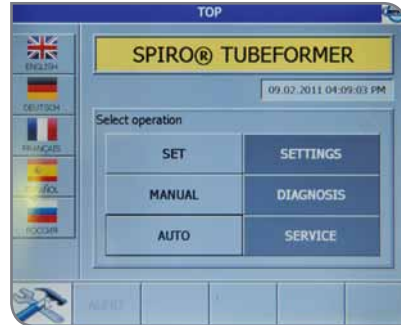 TOP
SPIRO® TUBEFORMER
09.02.2011 04:09:03 PM
ENGLISH
DEUTSCH
FRANÇAIS
ESPAÑOL
Select operation
SET
SETTINGS
MANUAL
DIAGNOSIS
AUTO
SERVICE